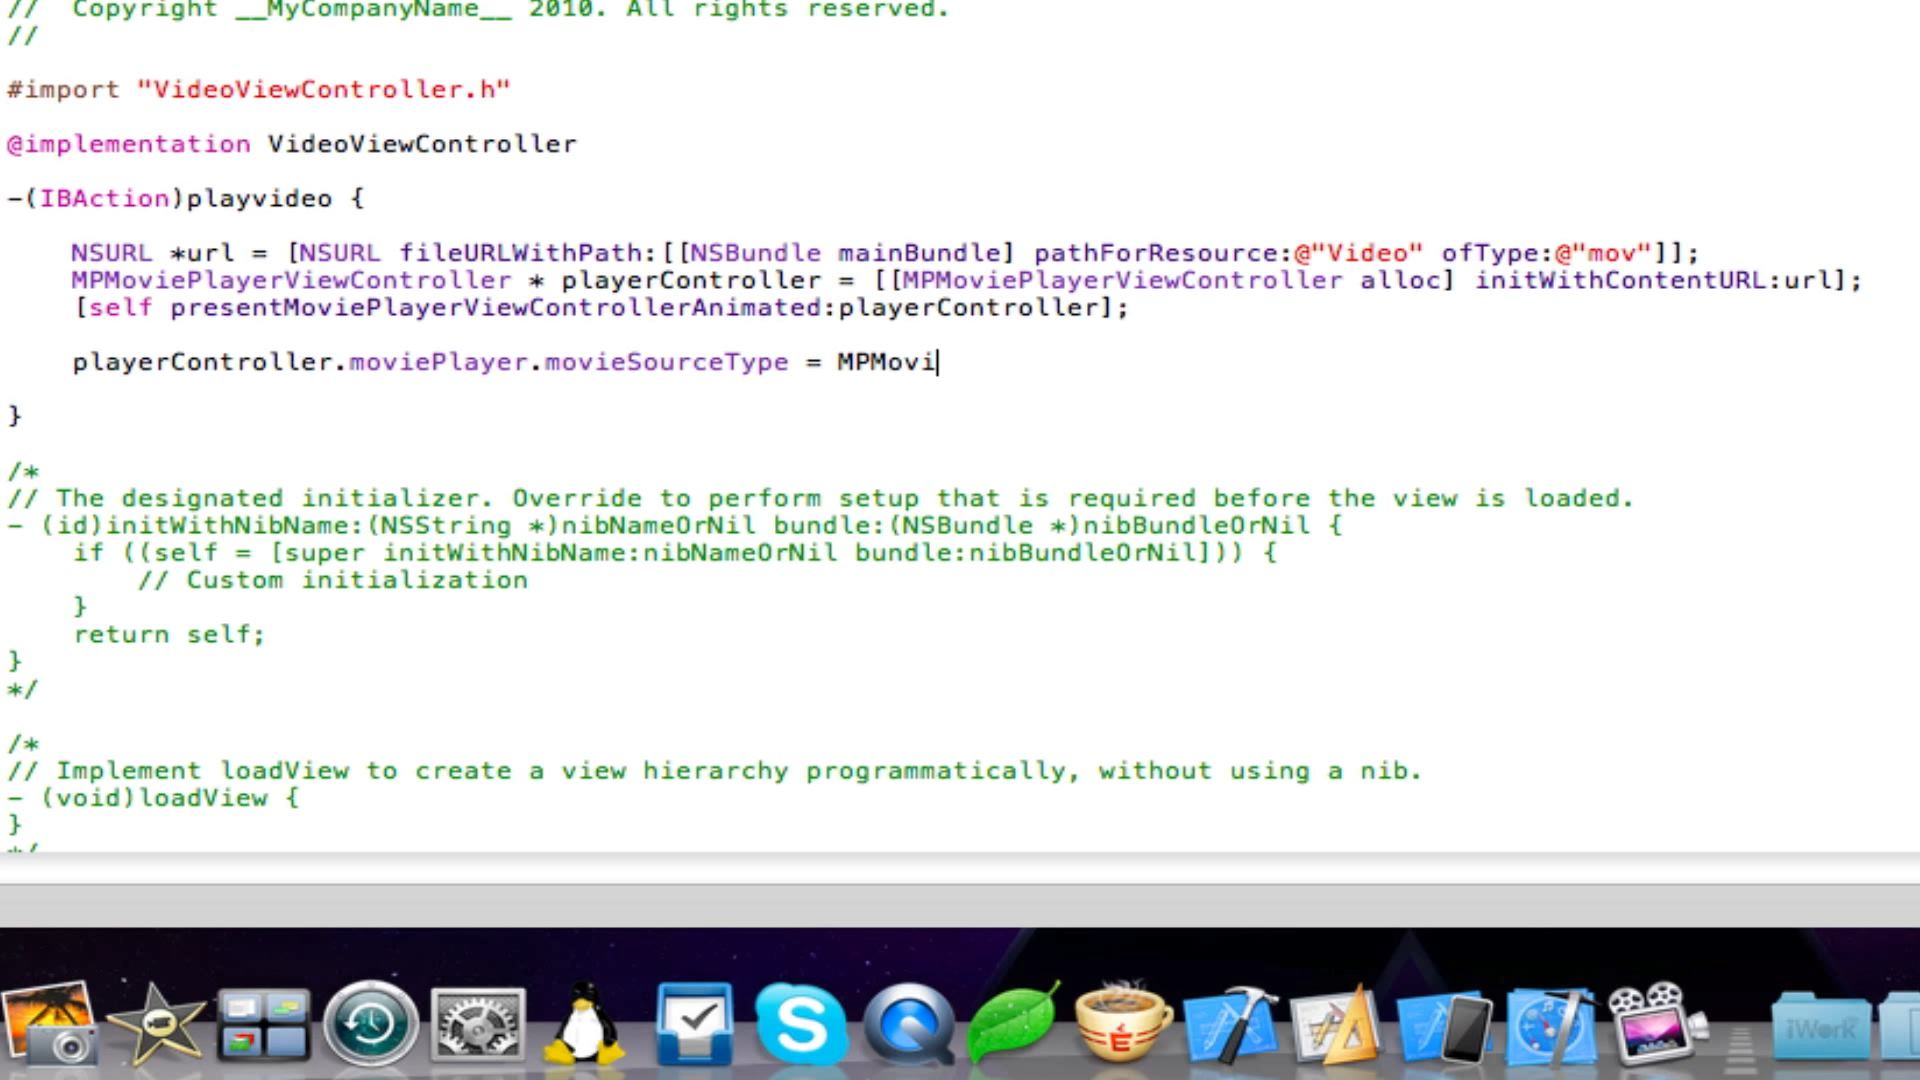 //  Copyright __MyCompanyName__ 2010. All rights reserved.
//
#import "VideoViewController.h"
@implementation VideoViewController
-(IBAction)playvideo {
    NSURL *url = [NSURL fileURLWithPath:[[NSBundle mainBundle] pathForResource:@"Video" ofType:@"mov"]];
    MPMoviePlayerViewController * playerController = [[MPMoviePlayerViewController alloc] initWithContentURL:url];
    [self presentMoviePlayerViewControllerAnimated:playerController];
    playerController.moviePlayer.movieSourceType = MPMovi
}
/*
// The designated initializer. Override to perform setup that is required before the view is loaded.
- (id)initWithNibName:(NSString *)nibNameOrNil bundle:(NSBundle *)nibBundleOrNil {
    if ((self = [super initWithNibName:nibNameOrNil bundle:nibBundleOrNil])) {
        // Custom initialization
    }
    return self;
}
*/
/*
// Implement loadView to create a view hierarchy programmatically, without using a nib.
- (void)loadView {
}
*/
iWork